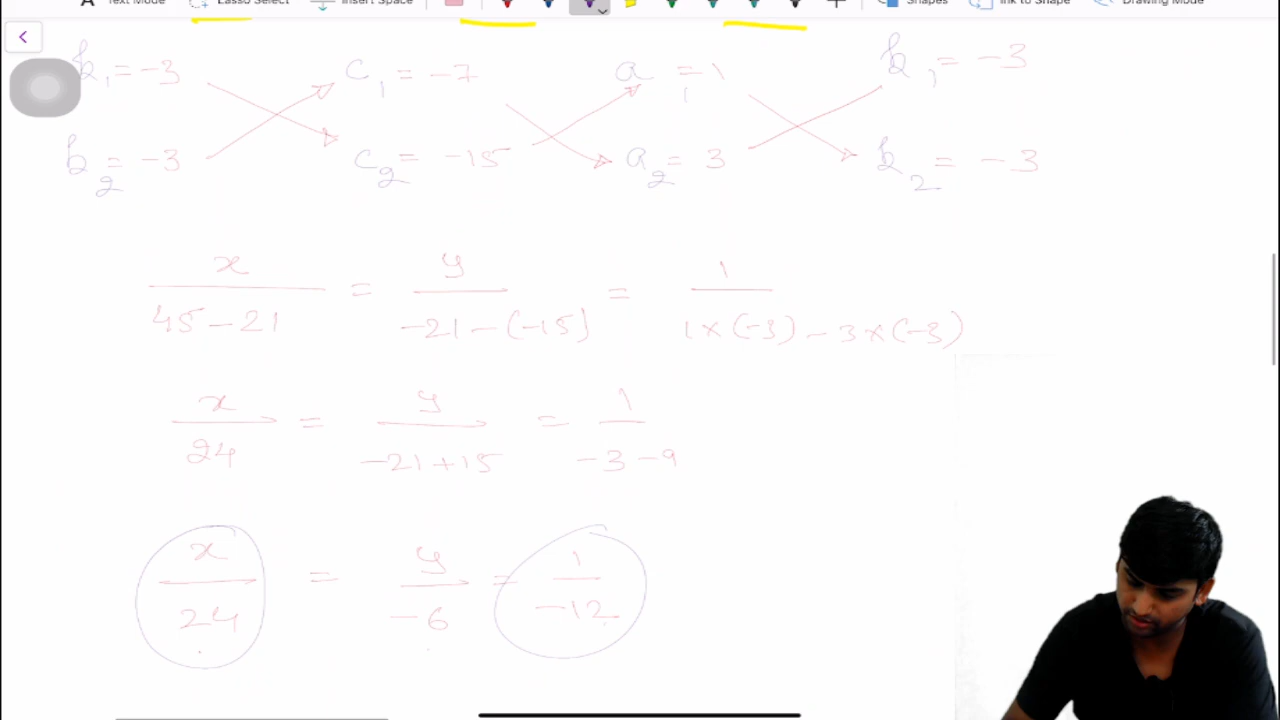 Text Mode Lasso Select Insert Space Shapes Ink to Shape Drawing Mode
b₁ = -3 c₁ = -7 a₁ = 1 b₁ = -3
b₂ = -3 c₂ = -15 a₂ = 3 b₂ = -3
x/45-21 = y/-21-(-15) = 1/1×(-3)-3×(-3)
x/24 = y/-21+15 = 1/-3-9
x/24 = y/-6 = 1/-12